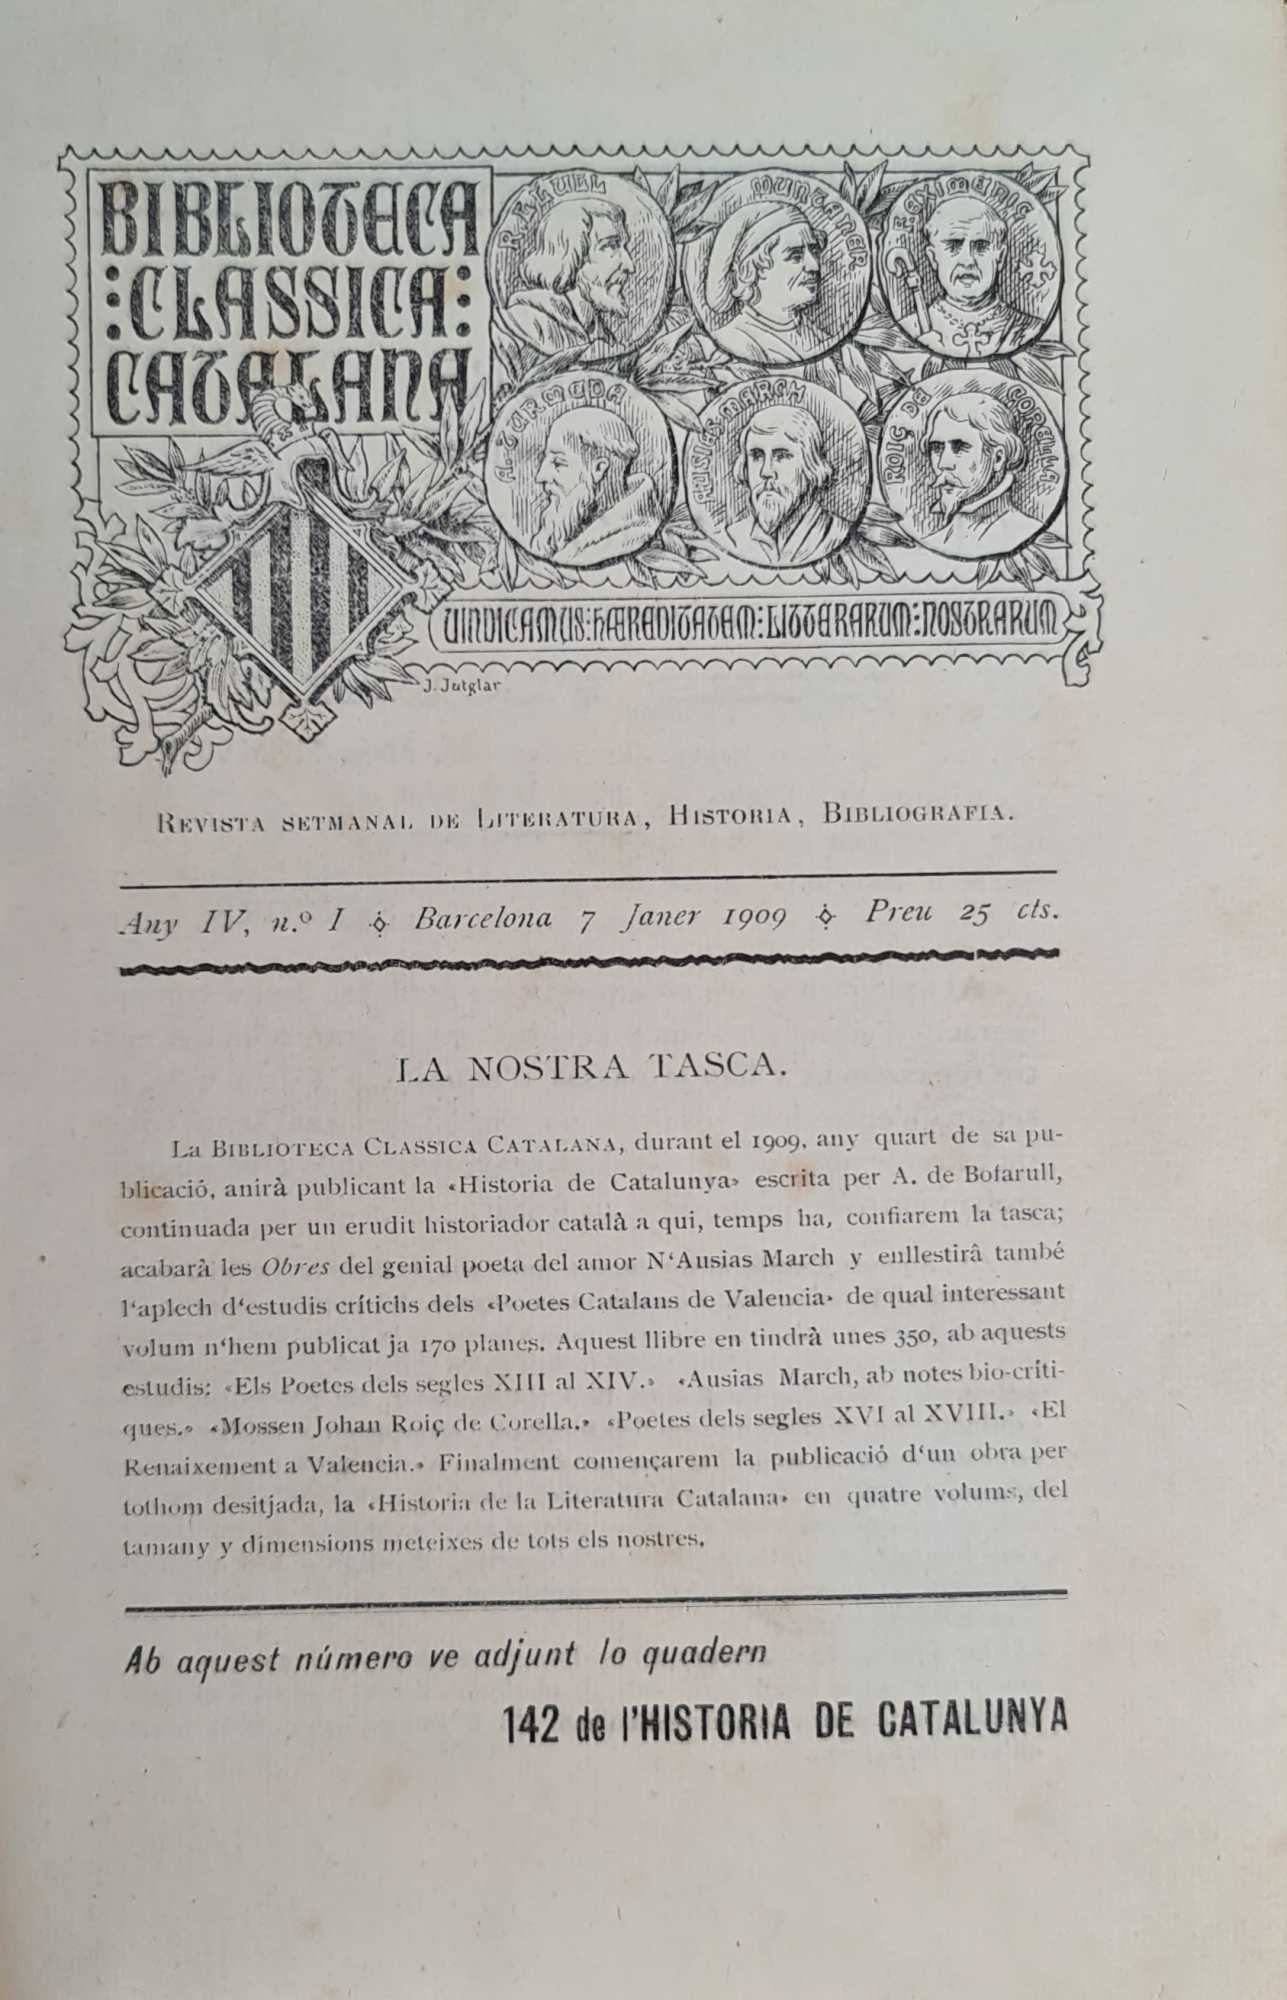 BIBLIOTECA
:CLASSICA:
CATALANA
R. LLULL
MUNTANER
F. EXIMENIÇ
A. TURMEDA
AUSIAS MARCH
ROIÇ DE CORELLA
VINDICAMUS:HÆREDITATEM:LITTERARUM:NOSTRARUM
J. Jutglar
REVISTA SETMANAL DE LITERATURA, HISTORIA, BIBLIOGRAFIA.
Any IV, n.º I Barcelona 7 Janer 1909 Preu 25 cts.
LA NOSTRA TASCA.
La BIBLIOTECA CLASSICA CATALANA, durant el 1909, any quart de sa pu-
blicació, anirà publicant la «Historia de Catalunya» escrita per A. de Bofarull,
continuada per un erudit historiador català a qui, temps ha, confiarem la tasca;
acabarà les Obres del genial poeta del amor N‘Ausias March y enllestirâ també
l‘aplech d‘estudis crítichs dels «Poetes Catalans de Valencia» de qual interessant
volum n‘hem publicat ja 170 planes. Aquest llibre en tindrà unes 350, ab aquests
estudis: «Els Poetes dels segles XIII al XIV.» «Ausias March, ab notes bio-críti-
ques.» «Mossen Johan Roiç de Corella.» «Poetes dels segles XVI al XVIII.» «El
Renaixement a Valencia.» Finalment començarem la publicació d‘un obra per
tothom desitjada, la «Historia de la Literatura Catalana» en quatre volums, del
tamany y dimensions meteixes de tots els nostres.
Ab aquest número ve adjunt lo quadern
142 de l'HISTORIA DE CATALUNYA